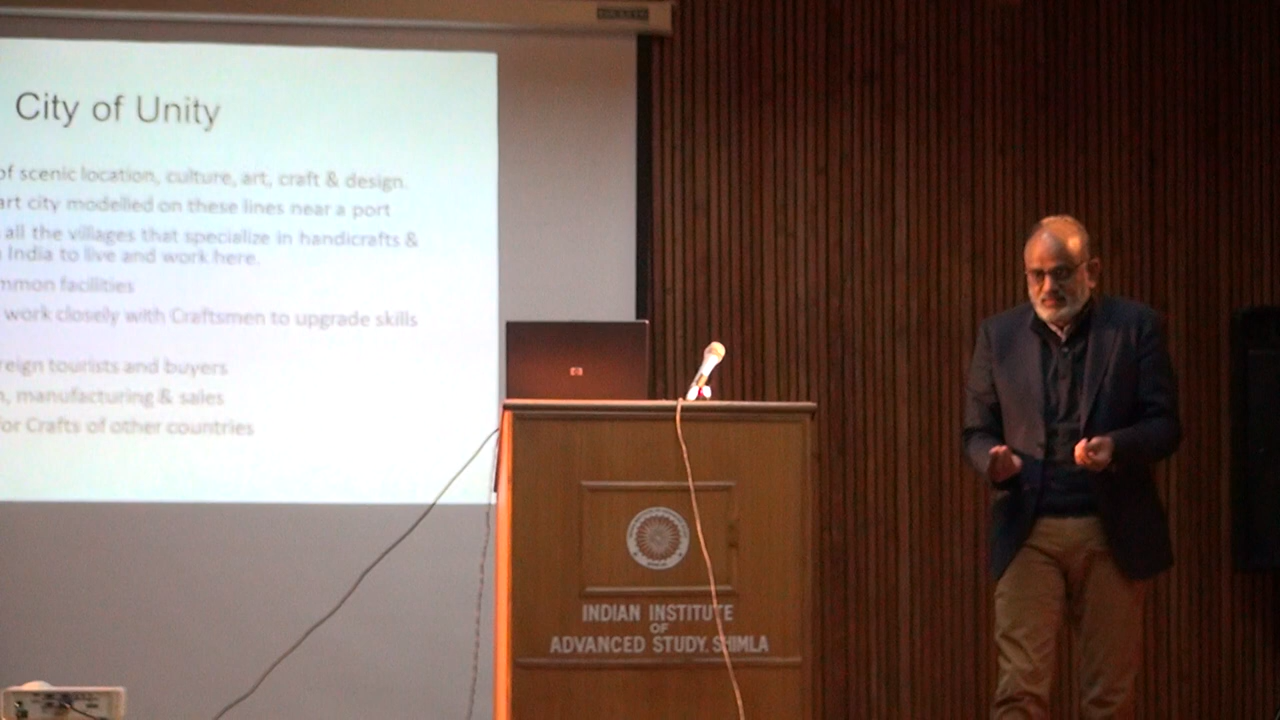 City of Unity
of scenic location, culture, art, craft & design.
art city modelled on these lines near a port
all the villages that specialize in handicrafts &
India to live and work here.
mmon facilities
work closely with Craftsmen to upgrade skills
reign tourists and buyers
, manufacturing & sales
for Crafts of other countries
INDIAN INSTITUTE
OF
ADVANCED STUDY. SHIMLA